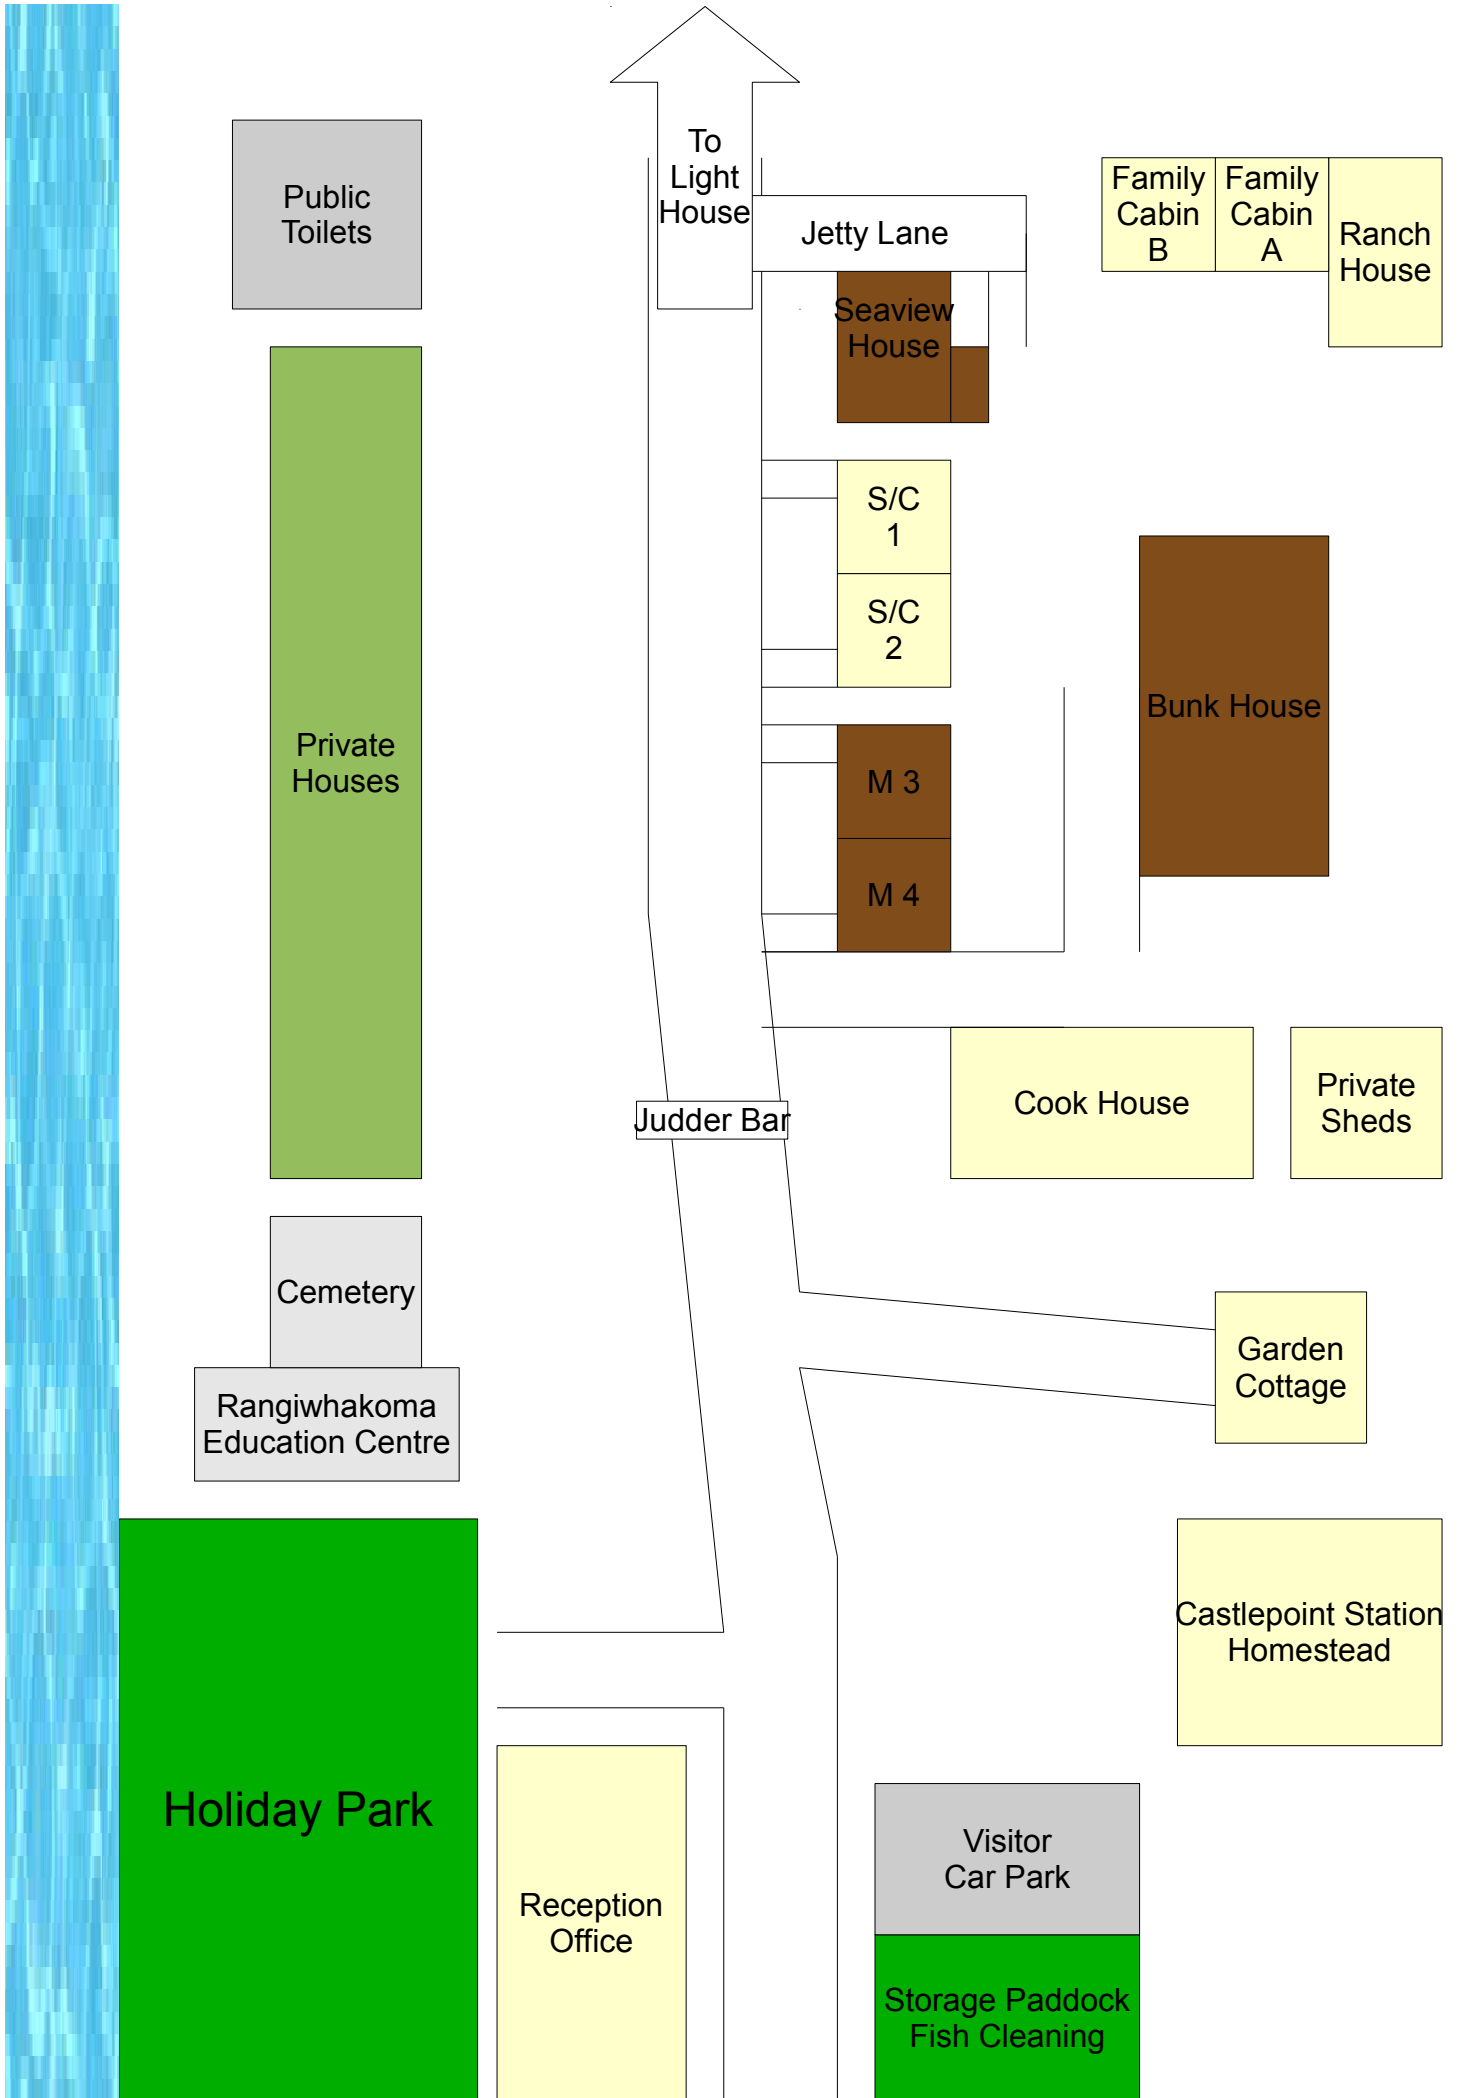 To
Light
House
Public
Toilets
Jetty Lane
Family
Cabin
B
Family
Cabin
A
Ranch
House
Seaview
House
S/C
1
S/C
2
Private
Houses
Bunk House
M 3
M 4
Judder Bar
Cook House
Private
Sheds
Cemetery
Rangiwhakoma
Education Centre
Garden
Cottage
Castlepoint Station
Homestead
Holiday Park
Reception
Office
Visitor
Car Park
Storage Paddock
Fish Cleaning